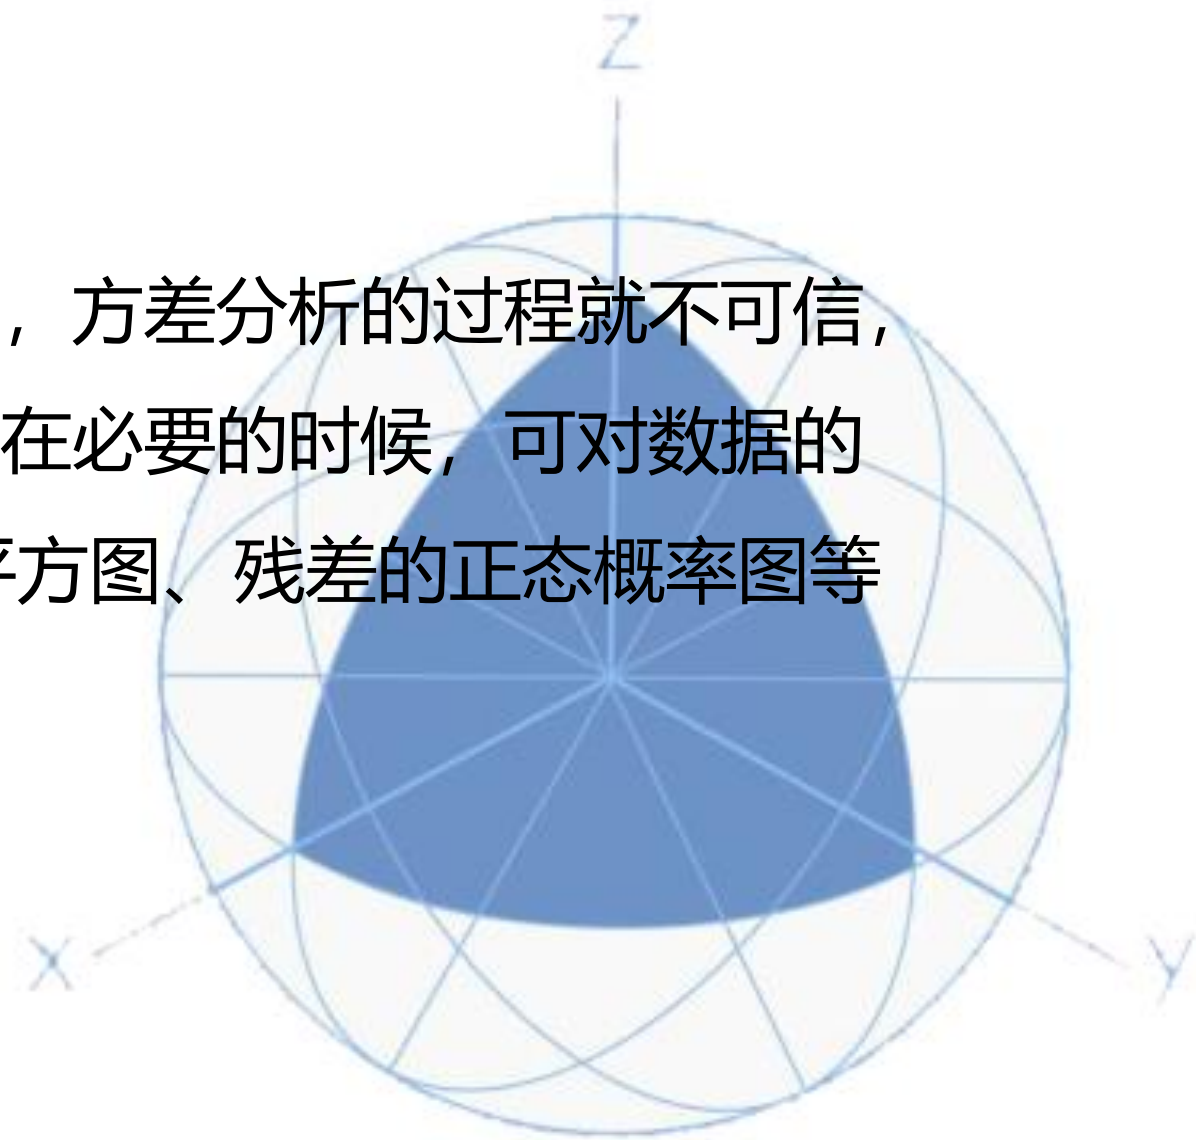 Z
，方差分析的过程就不可信，
在必要的时候，可对数据的
方图、残差的正态概率图等
X
Y